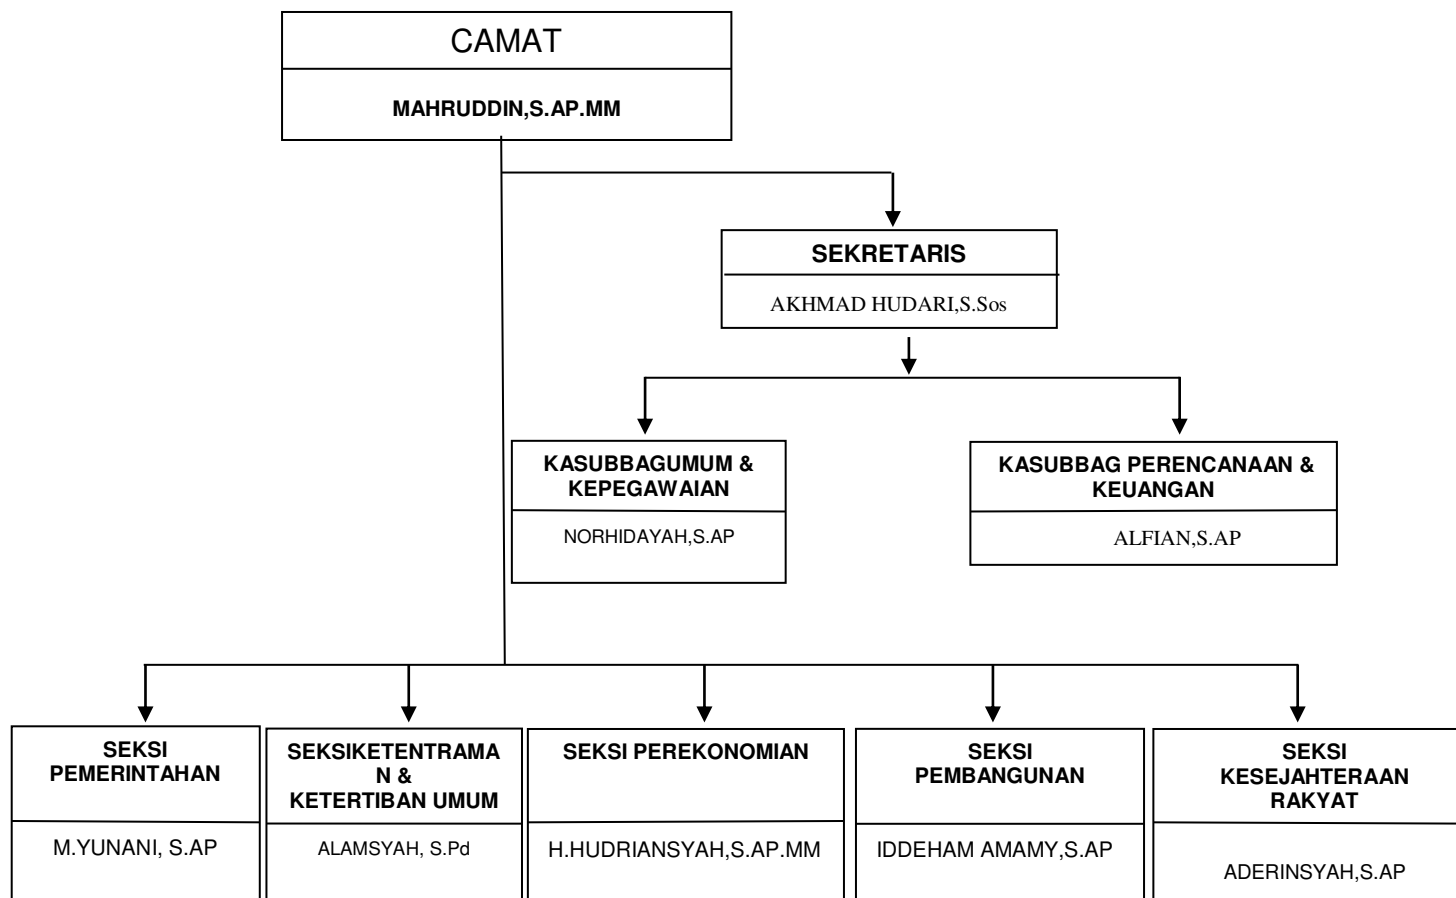 CAMAT
MAHRUDDIN,S.AP.MM
SEKRETARIS
AKHMAD HUDARI,S.Sos
KASUBBAGUMUM &
KEPEGAWAIAN
NORHIDAYAH,S.AP
KASUBBAG PERENCANAAN &
KEUANGAN
ALFIAN,S.AP
SEKSI
PEMERINTAHAN
M.YUNANI, S.AP
SEKSIKETENTRAMA
N &
KETERTIBAN UMUM
ALAMSYAH, S.Pd
SEKSI PEREKONOMIAN
H.HUDRIANSYAH,S.AP.MM
SEKSI
PEMBANGUNAN
IDDEHAM AMAMY,S.AP
SEKSI
KESEJAHTERAAN
RAKYAT
ADERINSYAH,S.AP